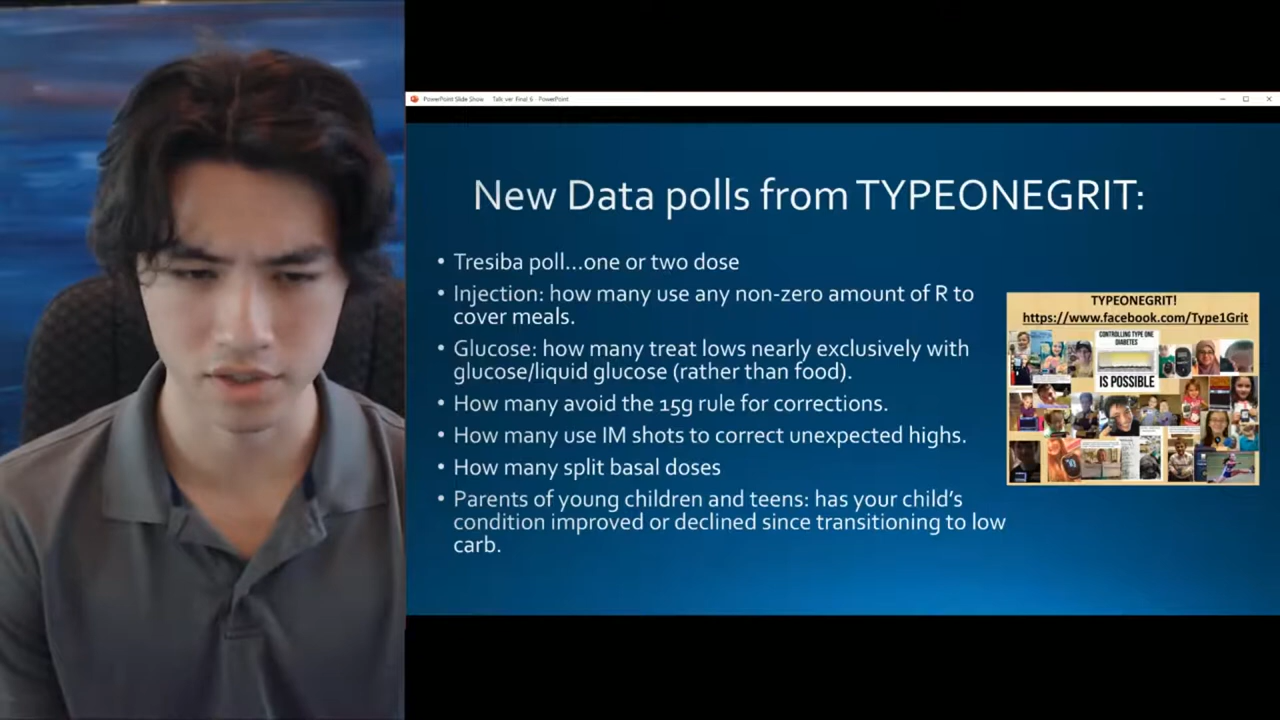 PowerPoint Slide Show Talk ver Final 6 PowerPoint
New Data polls from TYPEONEGRIT:
• Tresiba poll...one or two dose
• Injection: how many use any non-zero amount of R to
cover meals.
• Glucose: how many treat lows nearly exclusively with
glucose/liquid glucose (rather than food).
• How many avoid the 15g rule for corrections.
• How many use IM shots to correct unexpected highs.
• How many split basal doses
• Parents of young children and teens: has your child's
condition improved or declined since transitioning to low
carb.
TYPEONEGRIT!
https://www.facebook.com/Type1Grit
CONTROLLING TYPE ONE
DIABETES
IS POSSIBLE